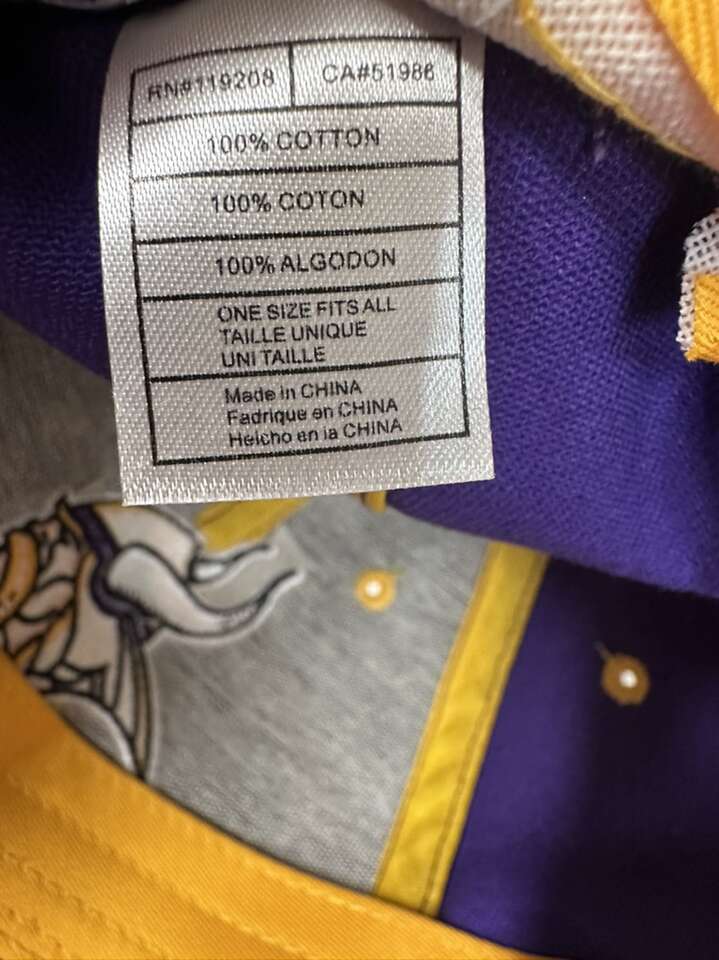 RN#119208 CA#51986
100% COTTON
100% COTON
100% ALGODON
ONE SIZE FITS ALL
TAILLE UNIQUE
UNI TAILLE
Made in CHINA
Fadrique en CHINA
Helcho en la CHINA